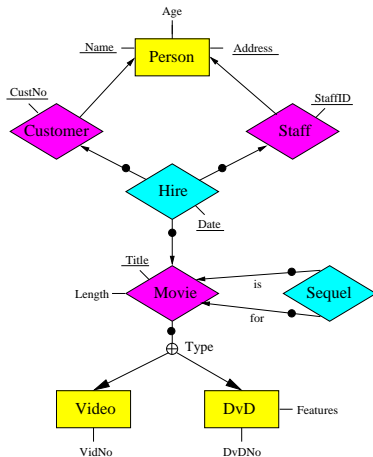 Age
Name
Address
Person
CustNo
StaffID
Customer
Staff
Hire
Date
Title
Length
Movie
is
Sequel
for
Type
Video
DvD
Features
VidNo
DvDNo